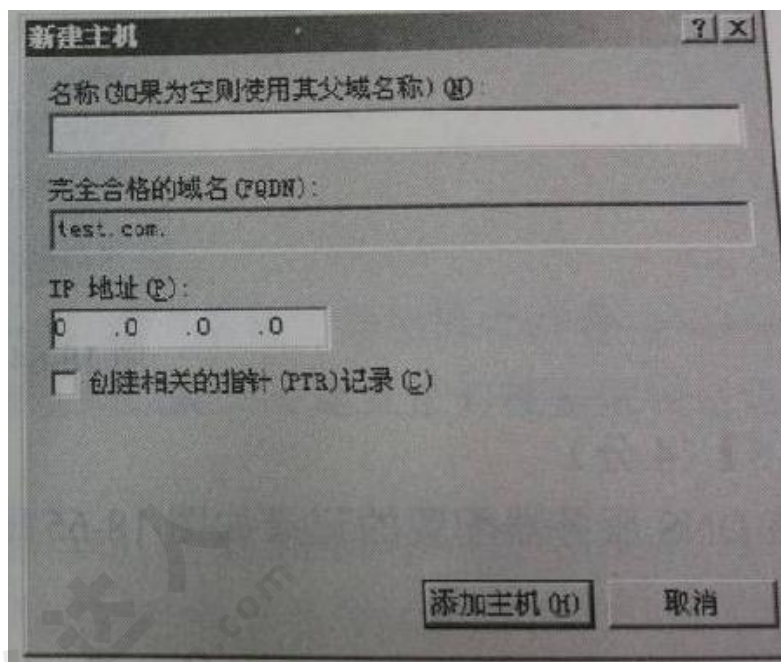 新建主机
? X
名称(如果为空则使用其父域名称)(N):
完全合格的域名(FQDN):
test.com.
IP 地址(P):
0 .0 .0 .0
创建相关的指针(PTR)记录(C)
添加主机(H)
取消
com